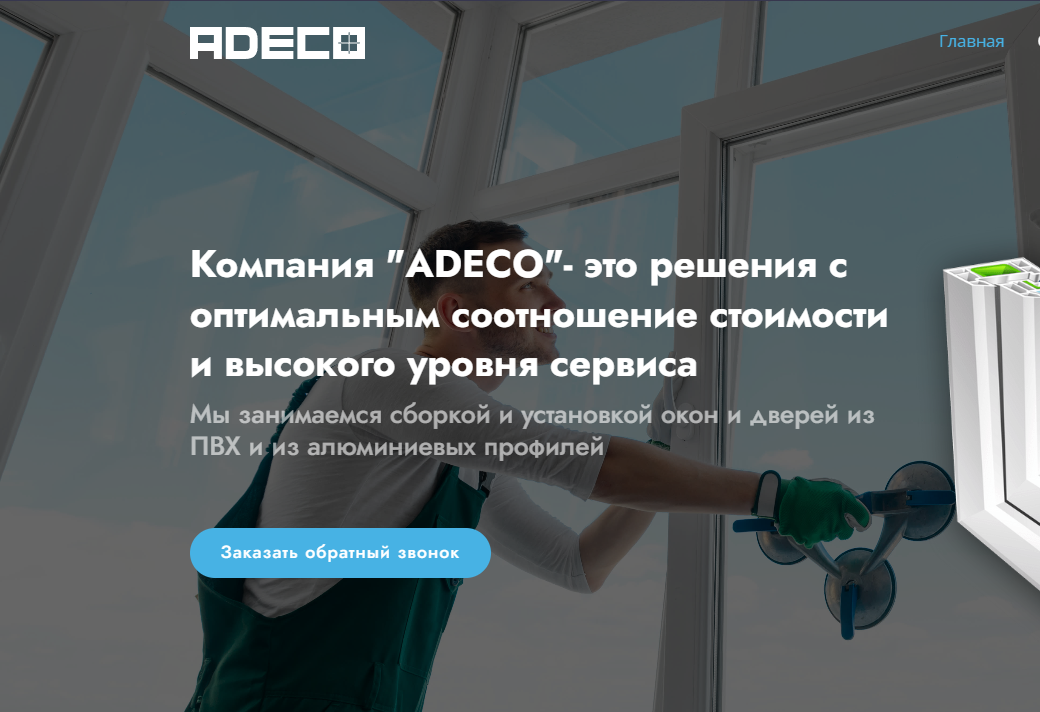 ADECO
Главная
Компания "ADECO"- это решения с
оптимальным соотношение стоимости
и высокого уровня сервиса
Мы занимаемся сборкой и установкой окон и дверей из
ПВХ и из алюминиевых профилей
Заказать обратный звонок